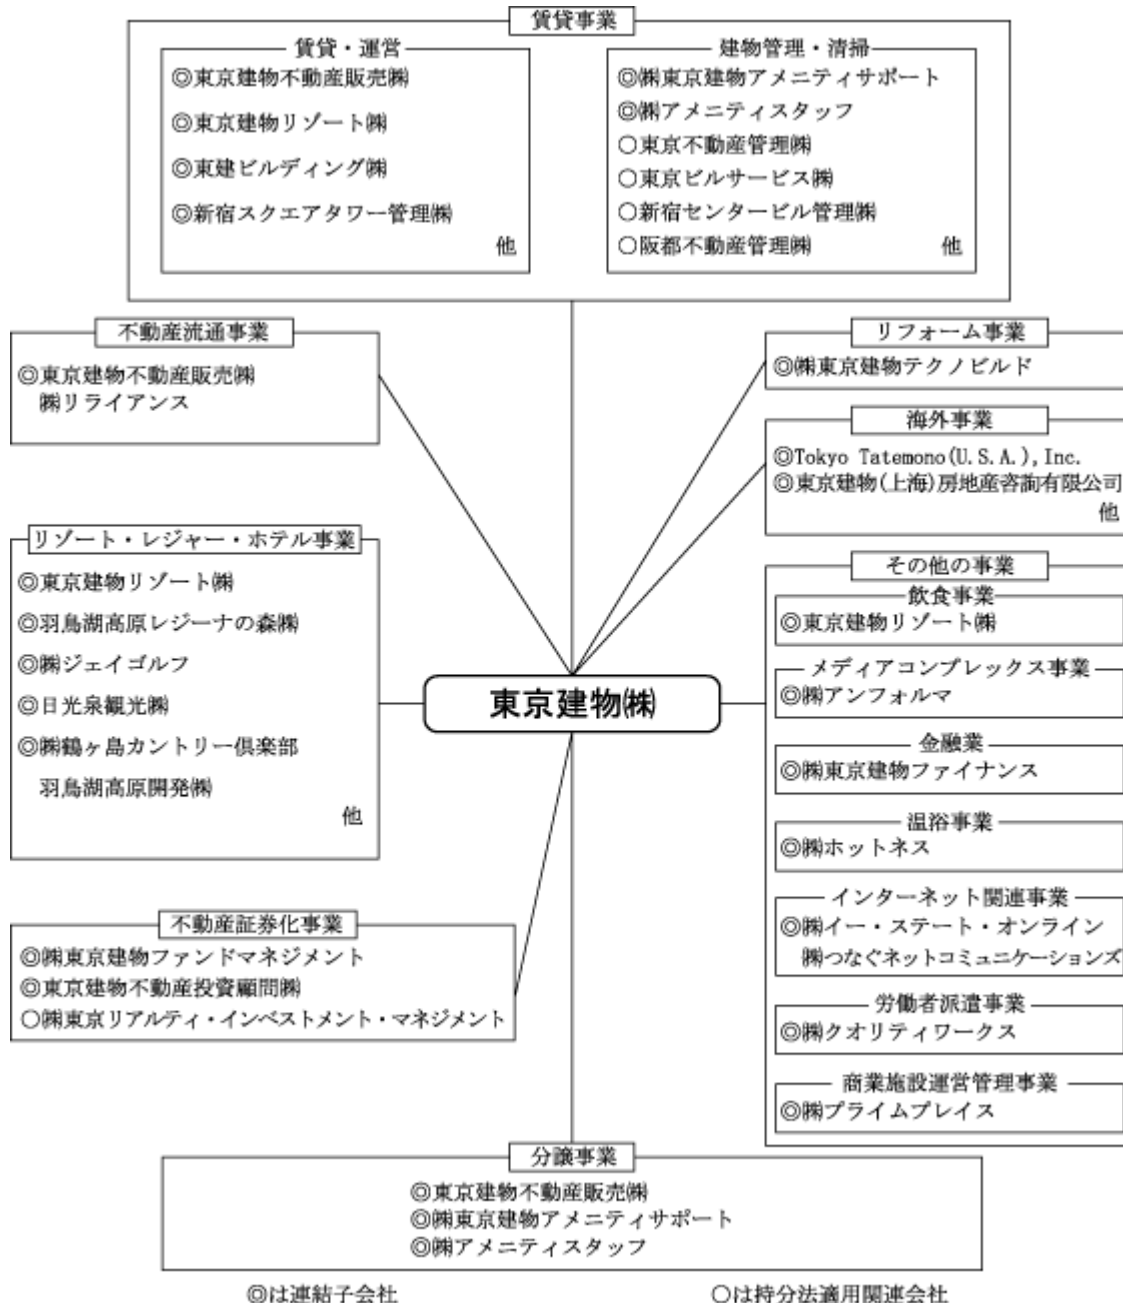 賃貸事業
賃貸・運営
◎東京建物不動産販売㈱
◎東京建物リゾート㈱
◎東建ビルディング㈱
◎新宿スクエアタワー管理㈱
他
建物管理・清掃
◎㈱東京建物アメニティサポート
◎㈱アメニティスタッフ
○東京不動産管理㈱
○東京ビルサービス㈱
○新宿センタービル管理㈱
○阪都不動産管理㈱
他
不動産流通事業
◎東京建物不動産販売㈱
㈱リライアンス
リフォーム事業
◎㈱東京建物テクノビルド
海外事業
◎Tokyo Tatemono(U.S.A.),Inc.
◎東京建物(上海)房地産咨詢有限公司
他
リゾート・レジャー・ホテル事業
◎東京建物リゾート㈱
◎羽鳥湖高原レジーナの森㈱
◎㈱ジェイゴルフ
◎日光泉観光㈱
◎㈱鶴ヶ島カントリー倶楽部
羽鳥湖高原開発㈱
他
東京建物㈱
その他の事業
飲食事業
◎東京建物リゾート㈱
メディアコンプレックス事業
◎㈱アンフォルマ
金融業
◎㈱東京建物ファイナンス
温浴事業
◎㈱ホットネス
インターネット関連事業
◎㈱イー・ステート・オンライン
㈱つなぐネットコミュニケーションズ
労働者派遣事業
◎㈱クオリティワークス
商業施設運営管理事業
◎㈱プライムプレイス
不動産証券化事業
◎㈱東京建物ファンドマネジメント
◎東京建物不動産投資顧問㈱
○㈱東京リアルティ・インベストメント・マネジメント
分譲事業
◎東京建物不動産販売㈱
◎㈱東京建物アメニティサポート
◎㈱アメニティスタッフ
◎は連結子会社
○は持分法適用関連会社